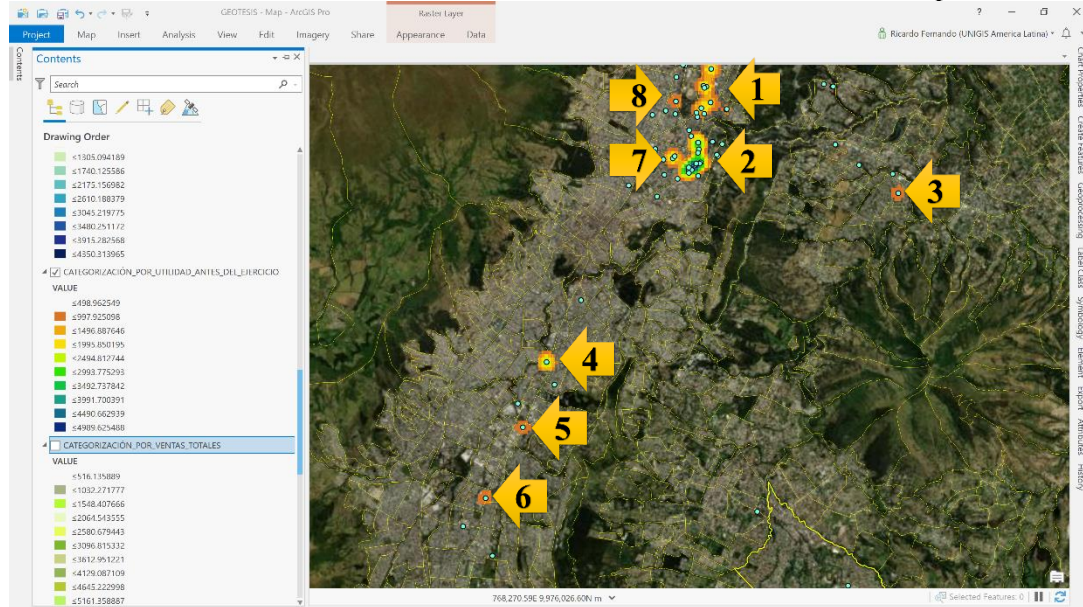 GEOTESIS - Map - ArcGIS Pro
Raster Layer
?
Project Map Insert Analysis View Edit Imagery Share Appearance Data
Ricardo Fernando (UNIGIS America Latina)
Contents
Contents
Search
Drawing Order
≤1305.094189
≤1740.125586
≤2175.156982
≤2610.188379
≤3045.219775
≤3480.251172
≤3915.282568
≤4350.313965
CATEGORIZACIÓN_POR_UTILIDAD_ANTES_DEL_EJERCICIO
VALUE
≤498.962549
≤997.925098
≤1496.887646
≤1995.850195
≤2494.812744
≤2993.775293
≤3492.737842
≤3991.700391
≤4490.662939
≤4989.625488
CATEGORIZACIÓN_POR_VENTAS_TOTALES
VALUE
≤516.135889
≤1032.271777
≤1548.407666
≤2064.543555
≤2580.679443
≤3096.815332
≤3612.951221
≤4129.087109
≤4645.222998
≤5161.358887
8
1
7
2
3
4
5
6
768,270.59E 9,976,026.60N m
Selected Features: 0
Chart Properties
Create Features
Geoprocessing
Label Class
Symbology
Element
Export
Attributes
History